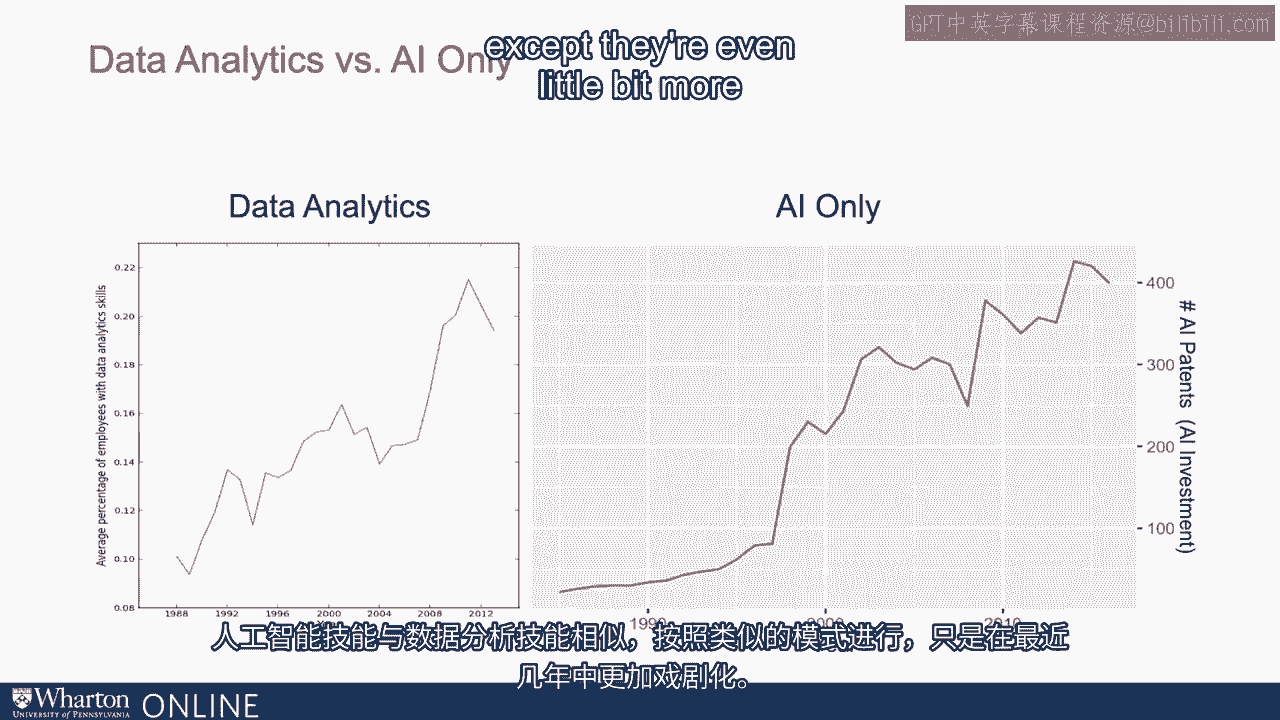 GPT中英字幕课程资源@bilibili.com
Data Analytics vs. AI Only
except they're even
little bit more
Data Analytics
AI Only
Average percentage of employees with data analytics skills
0.22
0.20
0.18
0.16
0.14
0.12
0.10
0.08
1988 1992 1996 2000 2004 2008 2012
400
300
200
100
# AI Patents (AI Investment)
1990 2000 2010
人工智能技能与数据分析技能相似，按照类似的模式进行，只是在最近
几年中更加戏剧化。
Wharton ONLINE
UNIVERSITY of PENNSYLVANIA